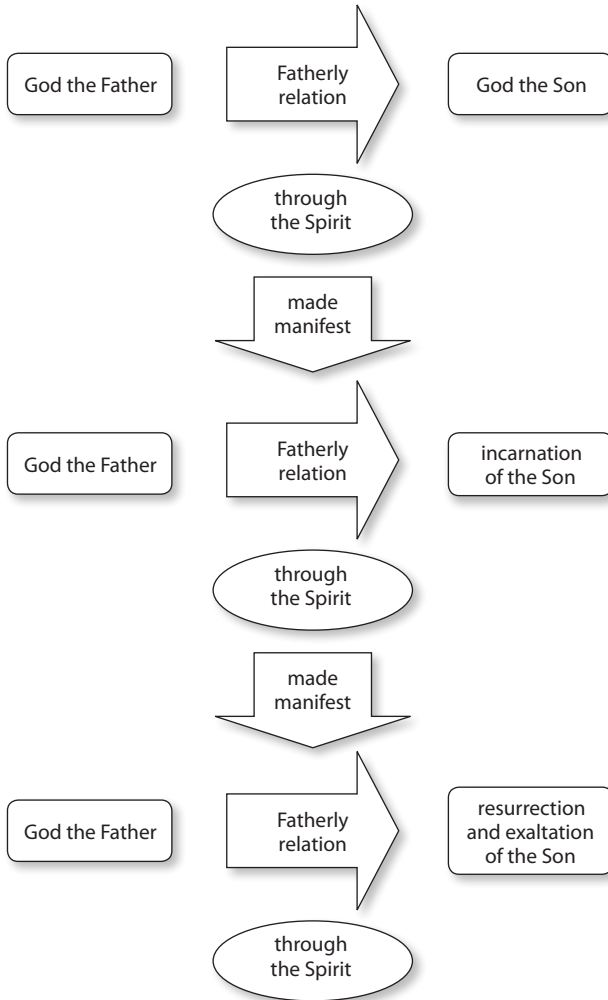 God the Father
Fatherly
relation
God the Son
through
the Spirit
made
manifest
God the Father
Fatherly
relation
incarnation
of the Son
through
the Spirit
made
manifest
God the Father
Fatherly
relation
resurrection
and exaltation
of the Son
through
the Spirit